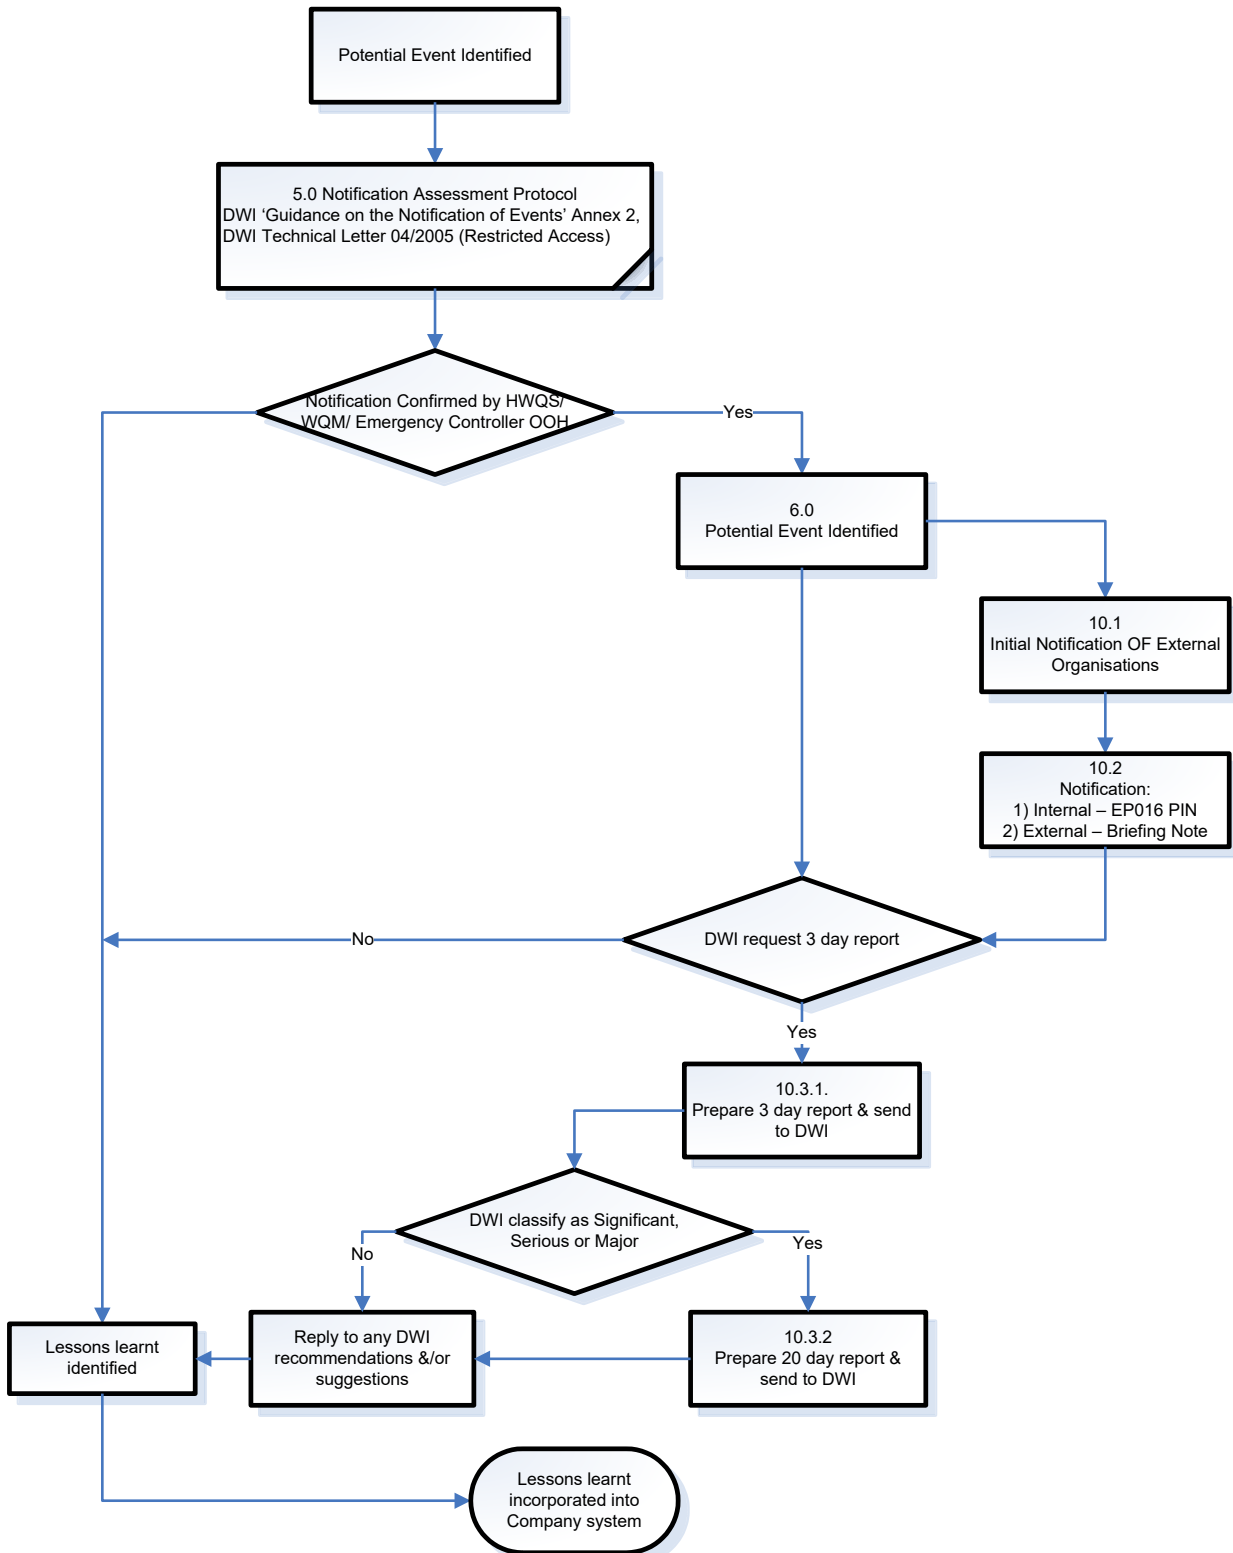 Potential Event Identified
5.0 Notification Assessment Protocol
DWI ‘Guidance on the Notification of Events’ Annex 2,
DWI Technical Letter 04/2005 (Restricted Access)
Notification Confirmed by HWQS/
WQM/ Emergency Controller OOH
Yes
6.0
Potential Event Identified
10.1
Initial Notification OF External
Organisations
10.2
Notification:
1) Internal – EP016 PIN
2) External – Briefing Note
DWI request 3 day report
No
Yes
10.3.1.
Prepare 3 day report & send
to DWI
DWI classify as Significant,
Serious or Major
No
Yes
Lessons learnt
identified
Reply to any DWI
recommendations &/or
suggestions
10.3.2
Prepare 20 day report &
send to DWI
Lessons learnt
incorporated into
Company system